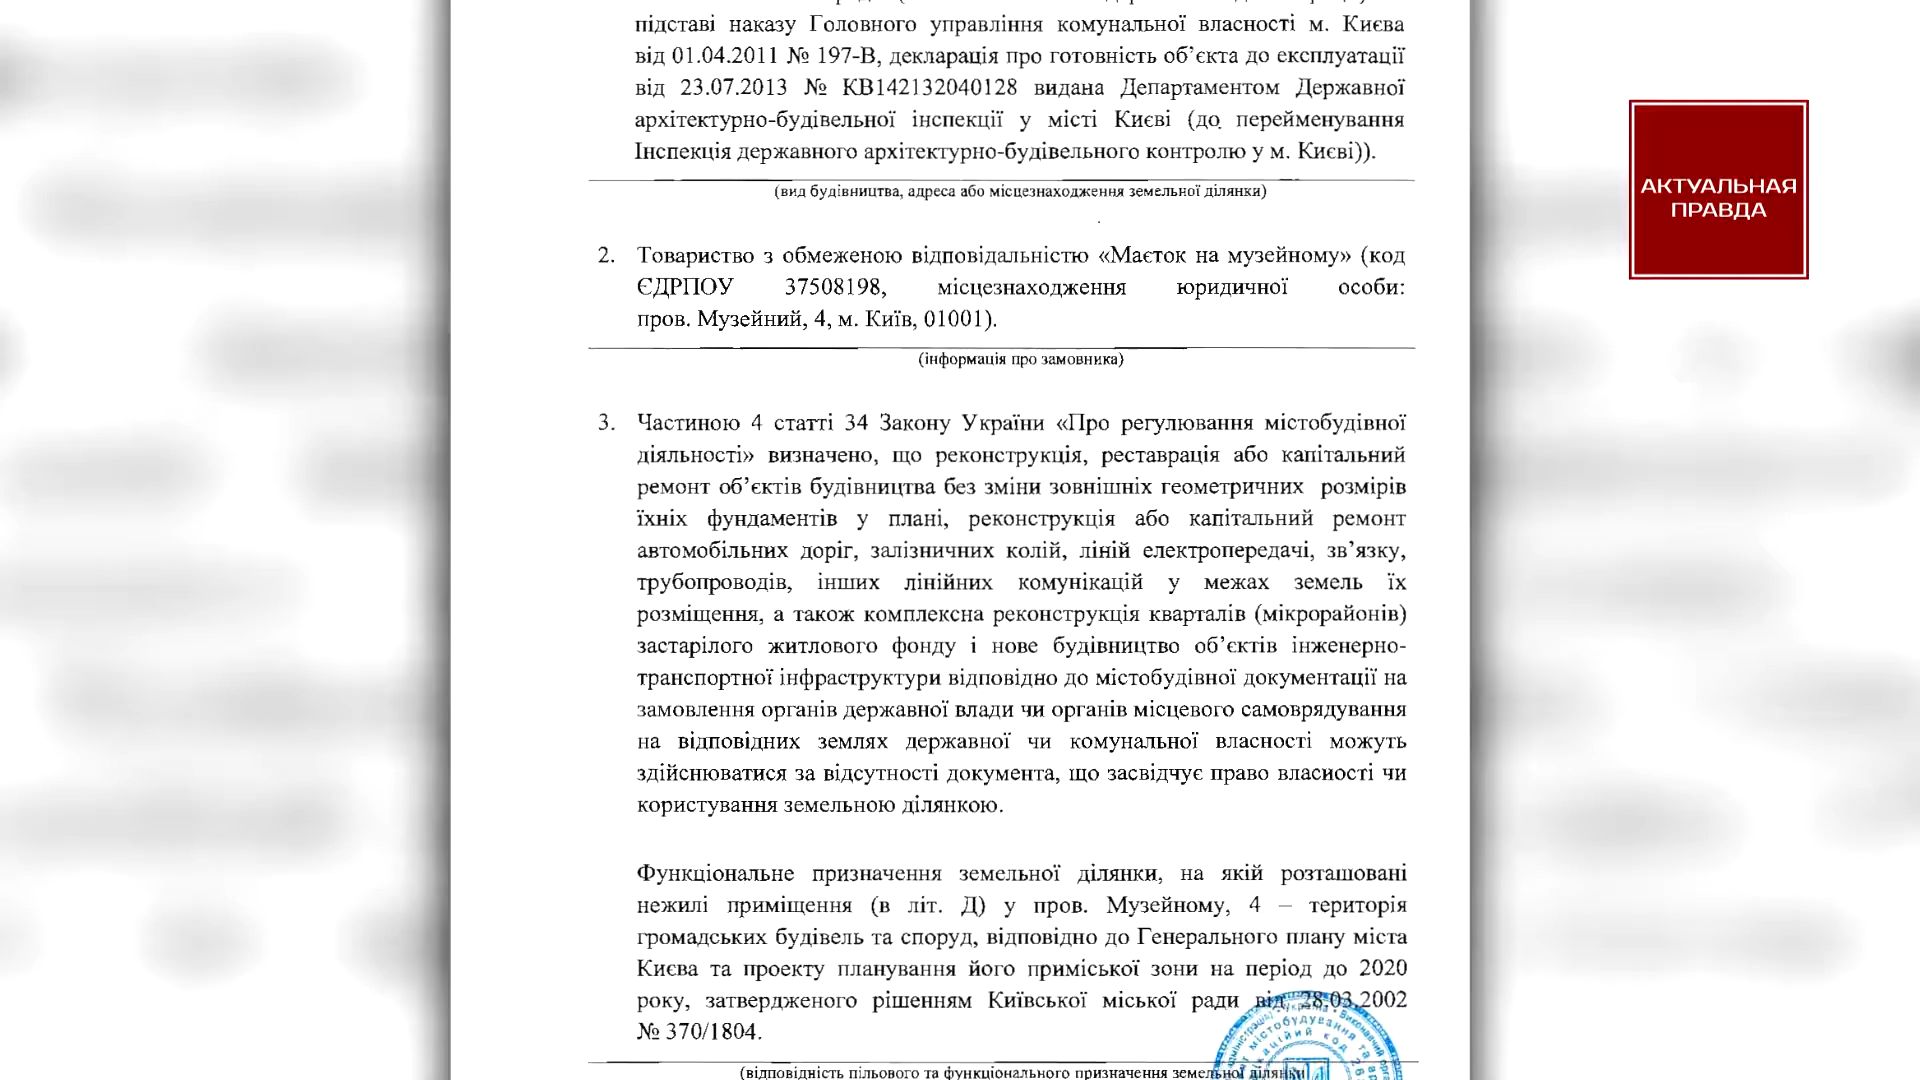 підставі наказу Головного управління комунальної власності м. Києва
від 01.04.2011 № 197-В, декларація про готовність об’єкта до експлуатації
від 23.07.2013 № КВ142132040128 видана Департаментом Державної
архітектурно-будівельної інспекції у місті Києві (до перейменування
Інспекція державного архітектурно-будівельного контролю у м. Києві)).
(вид будівництва, адреса або місцезнаходження земельної ділянки)
2. Товариство з обмеженою відповідальністю «Маєток на музейному» (код
ЄДРПОУ 37508198, місцезнаходження юридичної особи:
пров. Музейний, 4, м. Київ, 01001).
(інформація про замовника)
3. Частиною 4 статті 34 Закону України «Про регулювання містобудівної
діяльності» визначено, що реконструкція, реставрація або капітальний
ремонт об’єктів будівництва без зміни зовнішніх геометричних розмірів
їхніх фундаментів у плані, реконструкція або капітальний ремонт
автомобільних доріг, залізничних колій, ліній електропередачі, зв’язку,
трубопроводів, інших лінійних комунікацій у межах земель їх
розміщення, а також комплексна реконструкція кварталів (мікрорайонів)
застарілого житлового фонду і нове будівництво об’єктів інженерно-
транспортної інфраструктури відповідно до містобудівної документації на
замовлення органів державної влади чи органів місцевого самоврядування
на відповідних землях державної чи комунальної власності можуть
здійснюватися за відсутності документа, що засвідчує право власності чи
користування земельною ділянкою.
Функціональне призначення земельної ділянки, на якій розташовані
нежилі приміщення (в літ. Д) у пров. Музейному, 4 – територія
громадських будівель та споруд, відповідно до Генерального плану міста
Києва та проекту планування його приміської зони на період до 2020
року, затвердженого рішенням Київської міської ради від 28.03.2002
№ 370/1804.
(відповідність цільового та функціонального призначення земельної ділянки
АКТУАЛЬНАЯ
ПРАВДА